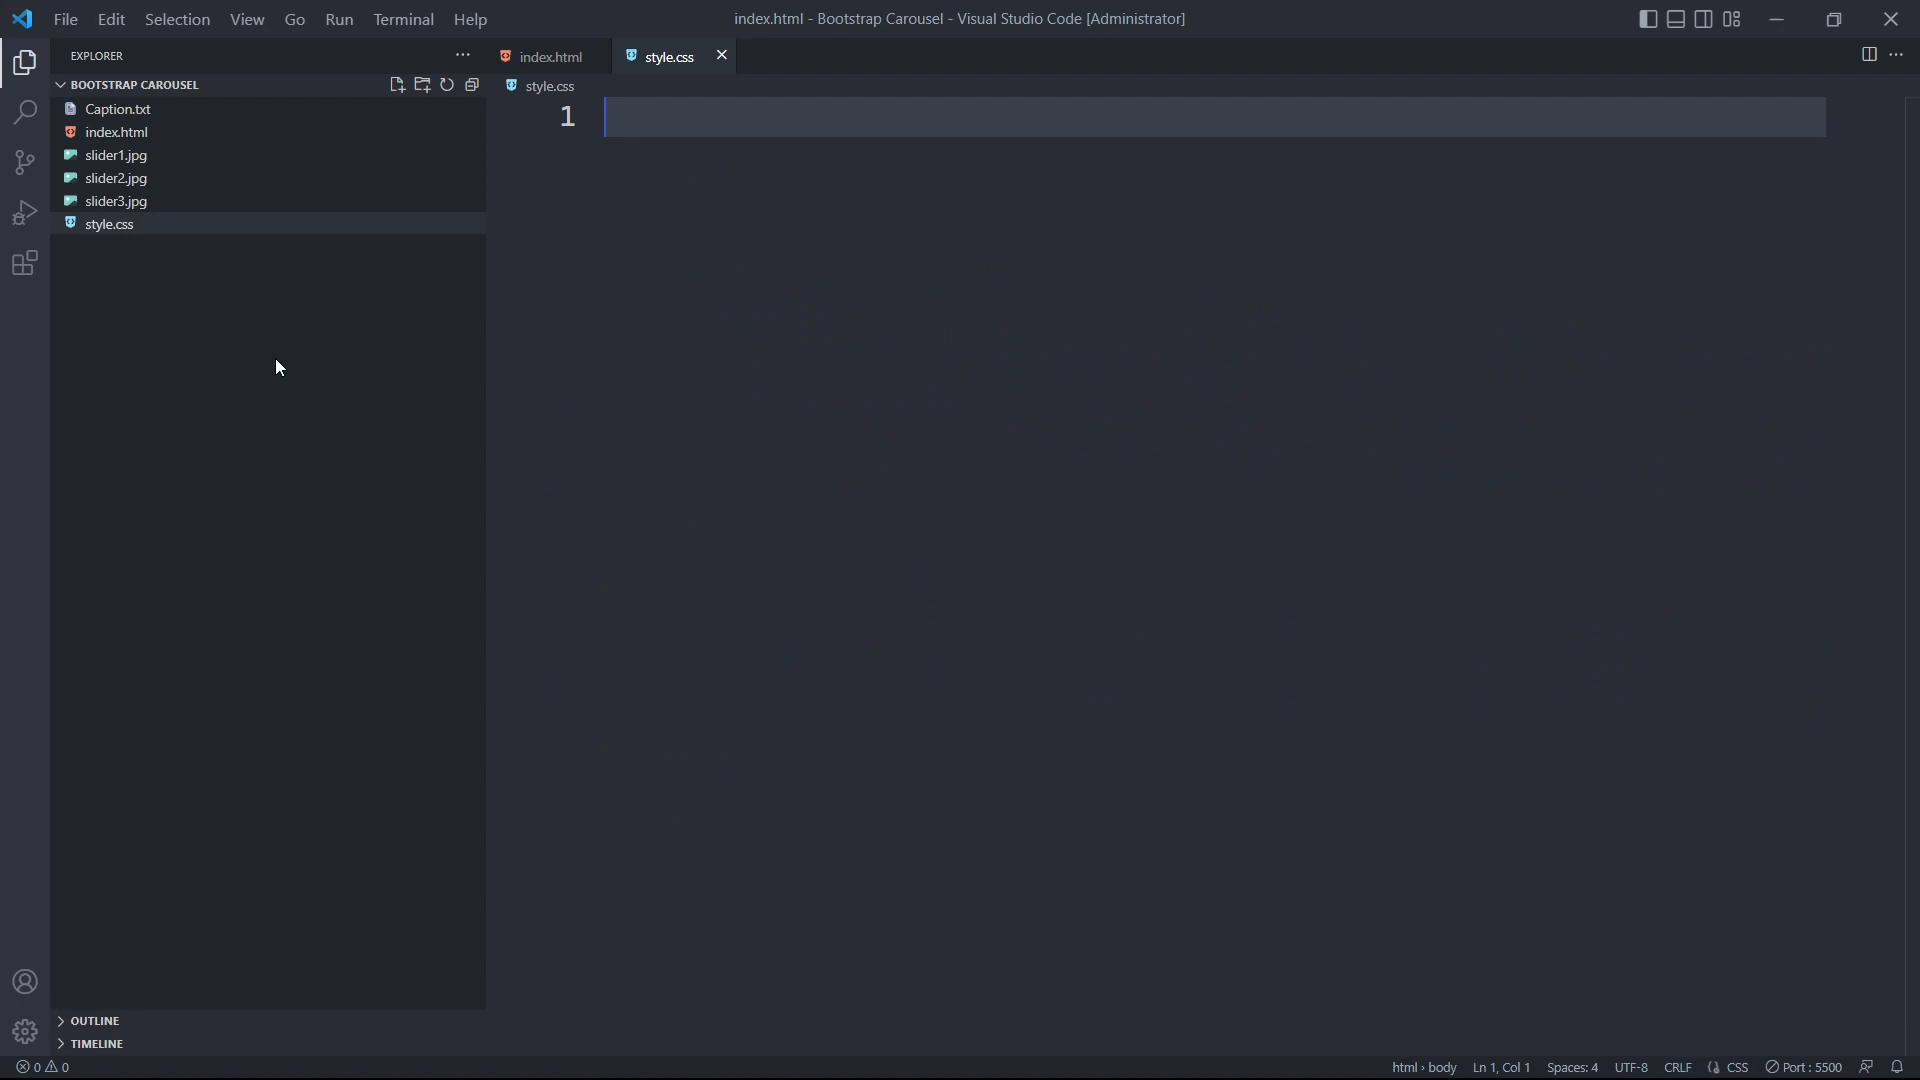 File Edit Selection View Go Run Terminal Help
index.html - Bootstrap Carousel - Visual Studio Code [Administrator]
EXPLORER
index.html
style.css
BOOTSTRAP CAROUSEL
style.css
Caption.txt
index.html
slider1.jpg
slider2.jpg
slider3.jpg
style.css
1
OUTLINE
TIMELINE
0 0
html › body Ln 1, Col 1 Spaces: 4 UTF-8 CRLF CSS Port : 5500